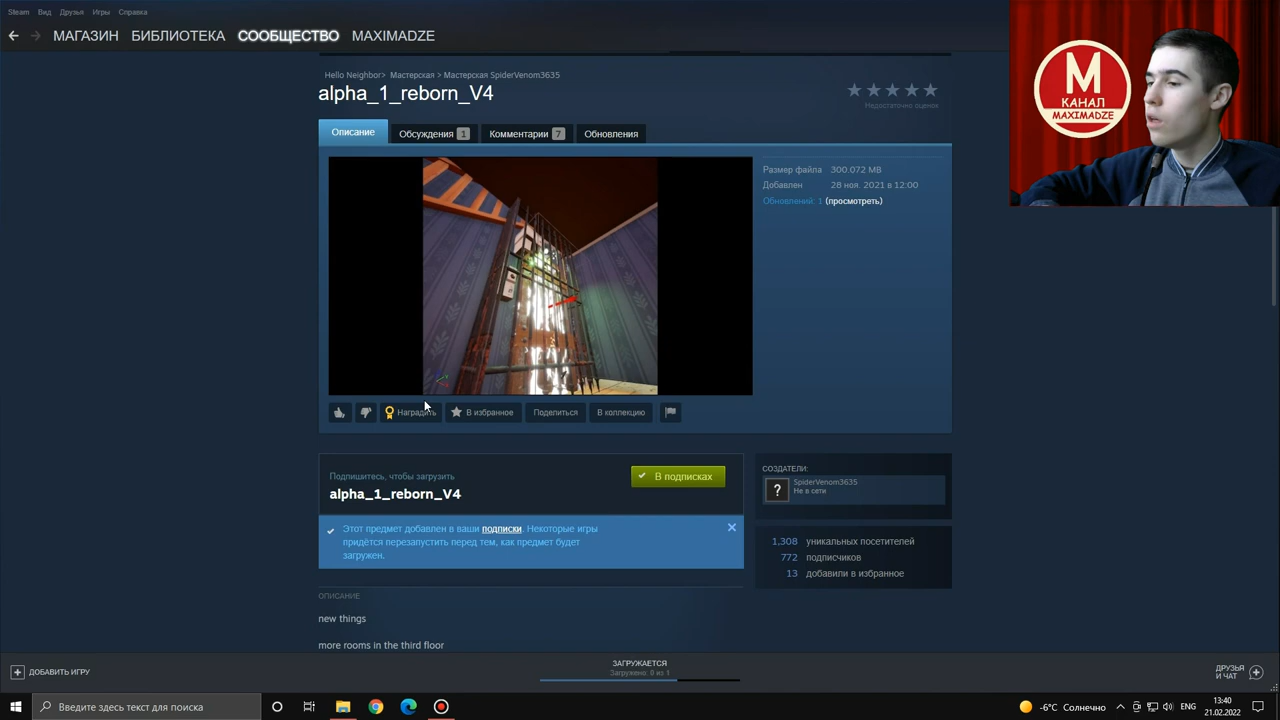 Steam Вид Друзья Игры Справка
МАГАЗИН БИБЛИОТЕКА СООБЩЕСТВО MAXIMADZE
M
КАНАЛ
MAXIMADZE
Hello Neighbor> Мастерская > Мастерская SpiderVenom3635
alpha_1_reborn_V4
Недостаточно оценок
Описание Обсуждения 1 Комментарии 7 Обновления
Размер файла 300.072 MB
Добавлен 28 ноя. 2021 в 12:00
Обновлений: 1 (просмотреть)
Наградить В избранное Поделиться В коллекцию
Подпишитесь, чтобы загрузить
alpha_1_reborn_V4
В подписках
Этот предмет добавлен в ваши подписки. Некоторые игры
придётся перезапустить перед тем, как предмет будет
загружен.
СОЗДАТЕЛИ:
?
SpiderVenom3635
Не в сети
1,308 уникальных посетителей
772 подписчиков
13 добавили в избранное
ОПИСАНИЕ
new things
more rooms in the third floor
ДОБАВИТЬ ИГРУ
ЗАГРУЖАЕТСЯ
Загружено: 0 из 1
ДРУЗЬЯ
И ЧАТ
Введите здесь текст для поиска
-6°C Солнечно
ENG
13:40
21.02.2022